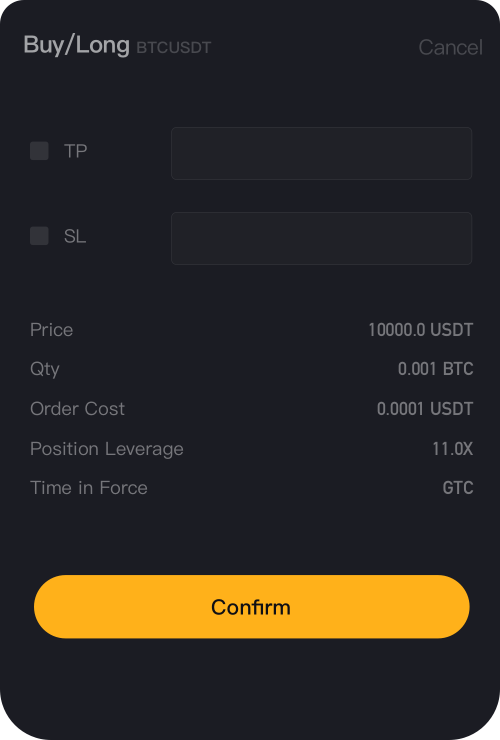 Buy/Long BTCUSDT Cancel
TP
SL
Price 10000.0 USDT
Qty 0.001 BTC
Order Cost 0.0001 USDT
Position Leverage 11.0X
Time in Force GTC
Confirm